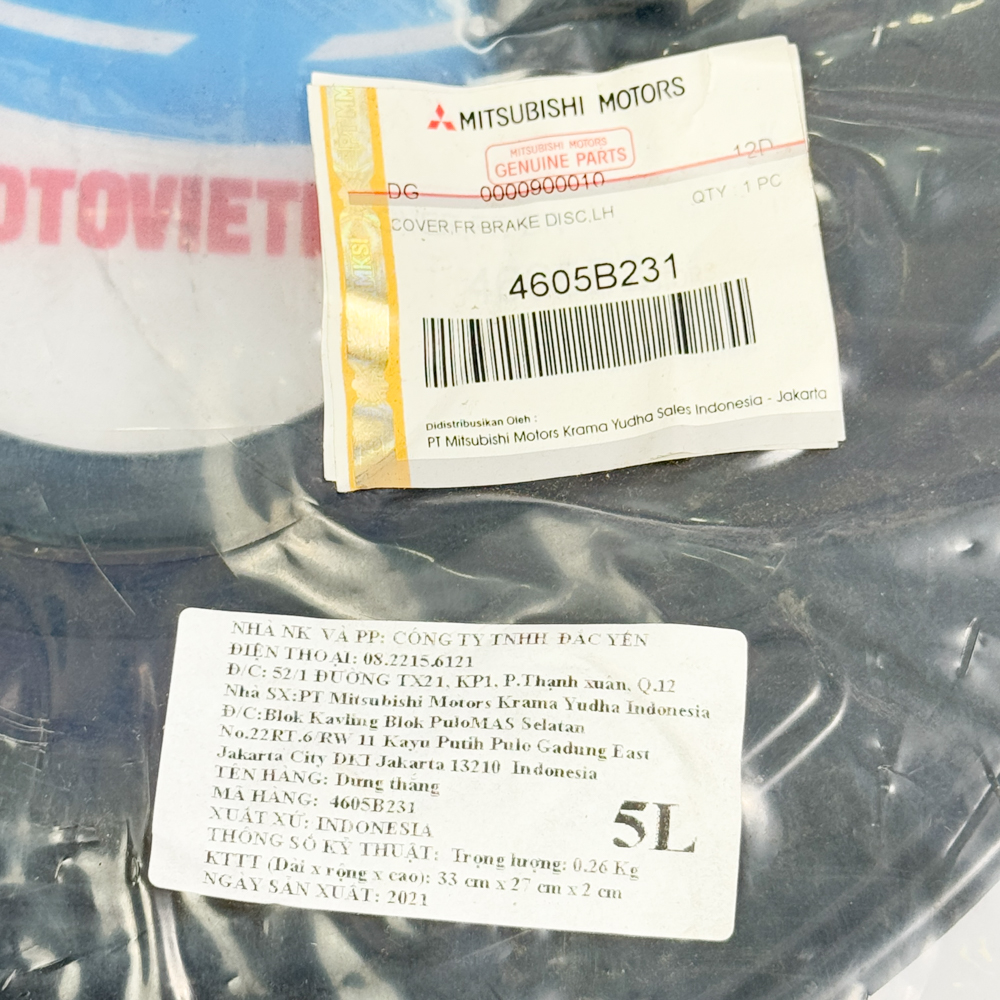 MITSUBISHI MOTORS
MITSUBISHI MOTORS
GENUINE PARTS
12D
DG 0000900010
QTY : 1 PC
COVER,FR BRAKE DISC,LH
4605B231
MKSI
Didistribusikan Oleh :
PT Mitsubishi Motors Krama Yudha Sales Indonesia - Jakarta
OTOVIET
NHÀ NK VÀ PP: CÔNG TY TNHH ĐẮC YẾN
ĐIỆN THOẠI: 08.2215.6121
Đ/C: 52/1 ĐƯỜNG TX21, KP1, P.Thạnh xuân, Q.12
Nhà SX:PT Mitsubishi Motors Krama Yudha Indonesia
Đ/C:Blok Kavling Blok PuloMAS Selatan
No.22RT.6/RW 11 Kayu Putih Pulo Gadung East
Jakarta City DKI Jakarta 13210 Indonesia
TÊN HÀNG: Dừng thắng
MÃ HÀNG: 4605B231
XUẤT XỨ: INDONESIA
5L
THÔNG SỐ KỸ THUẬT: Trọng lượng: 0.26 Kg
KTTT (Dài x rộng x cao): 33 cm x 27 cm x 2 cm
NGÀY SẢN XUẤT: 2021